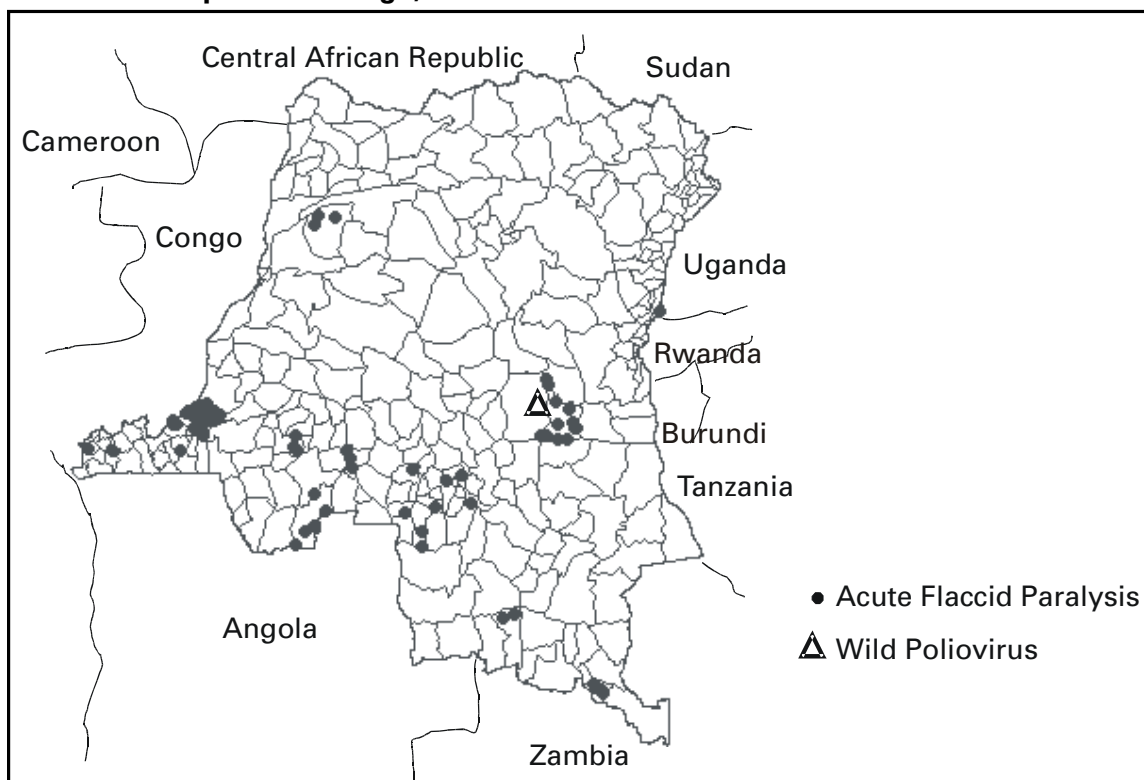 Central African Republic
Sudan
Cameroon
Congo
Uganda
Rwanda
Burundi
Tanzania
Acute Flaccid Paralysis
Angola
Wild Poliovirus
Zambia